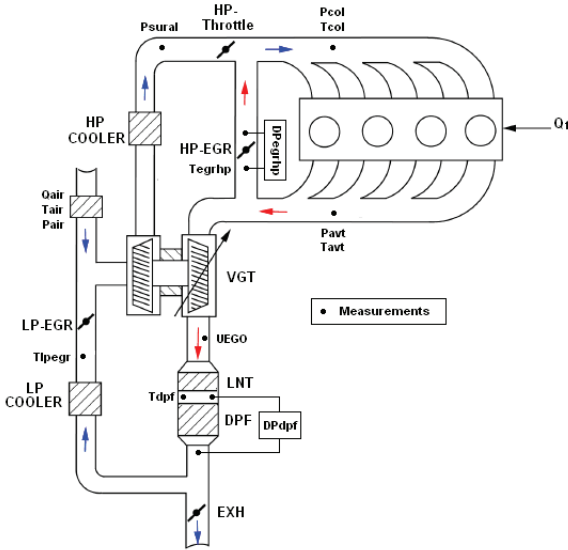 HP-
Throttle
Psural
Pcol
Tcol
HP
COOLER
HP-EGR
DPegrhp
Tegrhp
Qf
Qair
Tair
Pair
Pavt
Tavt
VGT
LP-EGR
Measurements
UEGO
Tlpegr
LP
COOLER
LNT
Tdpf
DPF
DPdpf
EXH